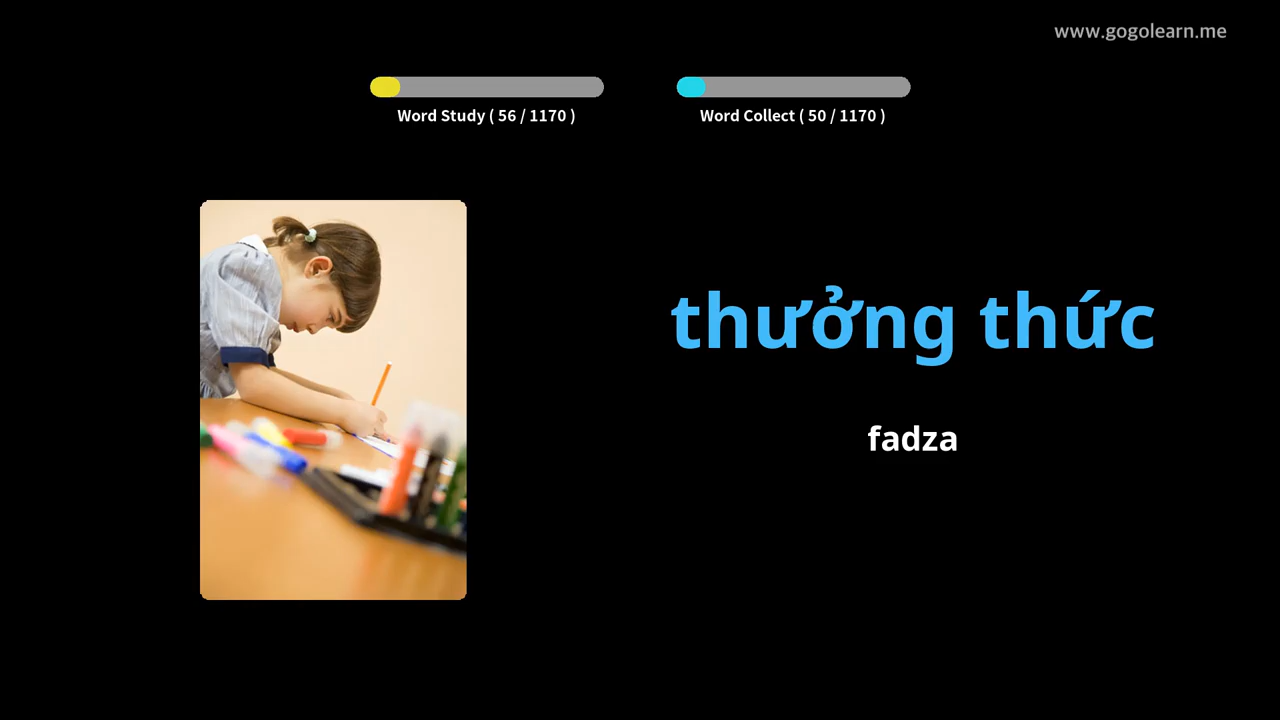 www.gogolearn.me
Word Study ( 56 / 1170 )
Word Collect ( 50 / 1170 )
thưởng thức
fadza